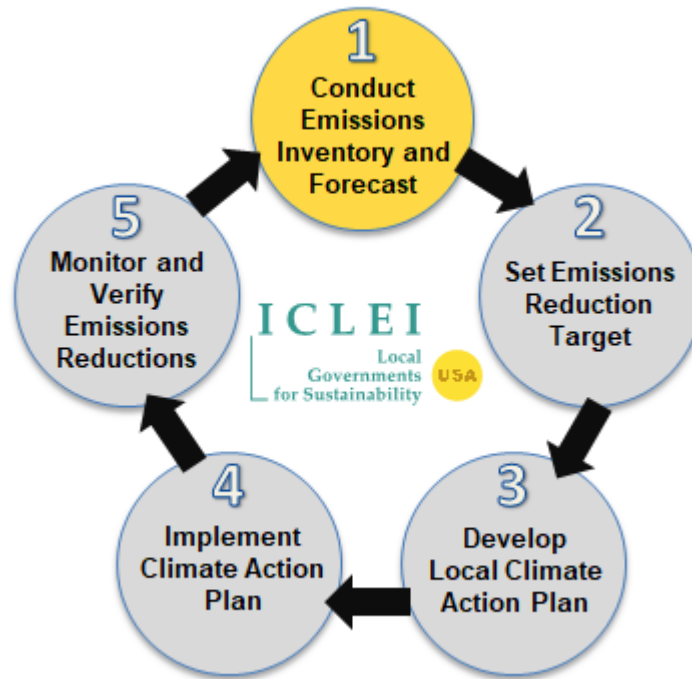 1
Conduct
Emissions
Inventory and
Forecast
2
Set Emissions
Reduction
Target
3
Develop
Local Climate
Action Plan
4
Implement
Climate Action
Plan
5
Monitor and
Verify
Emissions
Reductions
ICLEI
Local
Governments
for Sustainability
USA